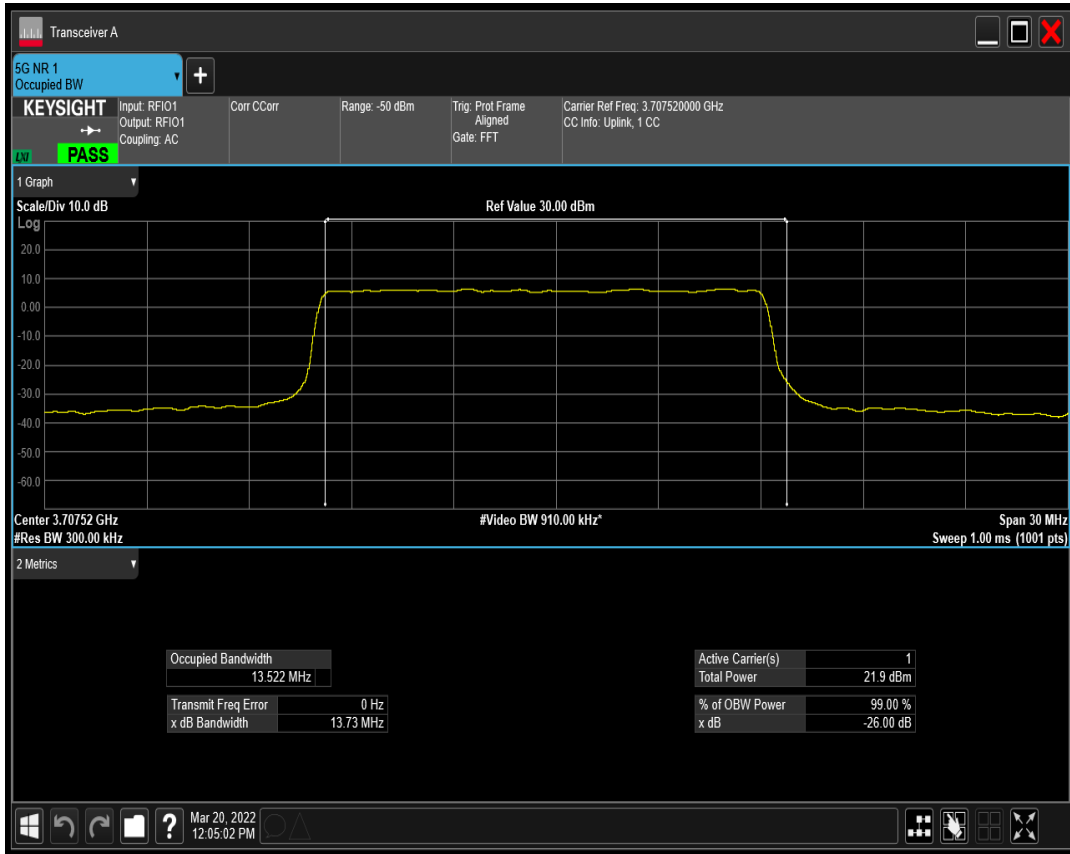 Transceiver A
5G NR 1
Occupied BW
+
KEYSIGHT
Input: RFIO1
Output: RFIO1
Coupling: AC
Corr CCorr
Range: -50 dBm
Trig: Prot Frame
Aligned
Gate: FFT
Carrier Ref Freq: 3.707520000 GHz
CC Info: Uplink, 1 CC
LXI
PASS
1 Graph
Scale/Div 10.0 dB
Ref Value 30.00 dBm
Log
20.0
10.0
0.00
-10.0
-20.0
-30.0
-40.0
-50.0
-60.0
Center 3.70752 GHz
#Video BW 910.00 kHz*
Span 30 MHz
#Res BW 300.00 kHz
Sweep 1.00 ms (1001 pts)
2 Metrics
Occupied Bandwidth
13.522 MHz
Transmit Freq Error 0 Hz
x dB Bandwidth 13.73 MHz
Active Carrier(s) 1
Total Power 21.9 dBm
% of OBW Power 99.00 %
x dB -26.00 dB
?
Mar 20, 2022
12:05:02 PM